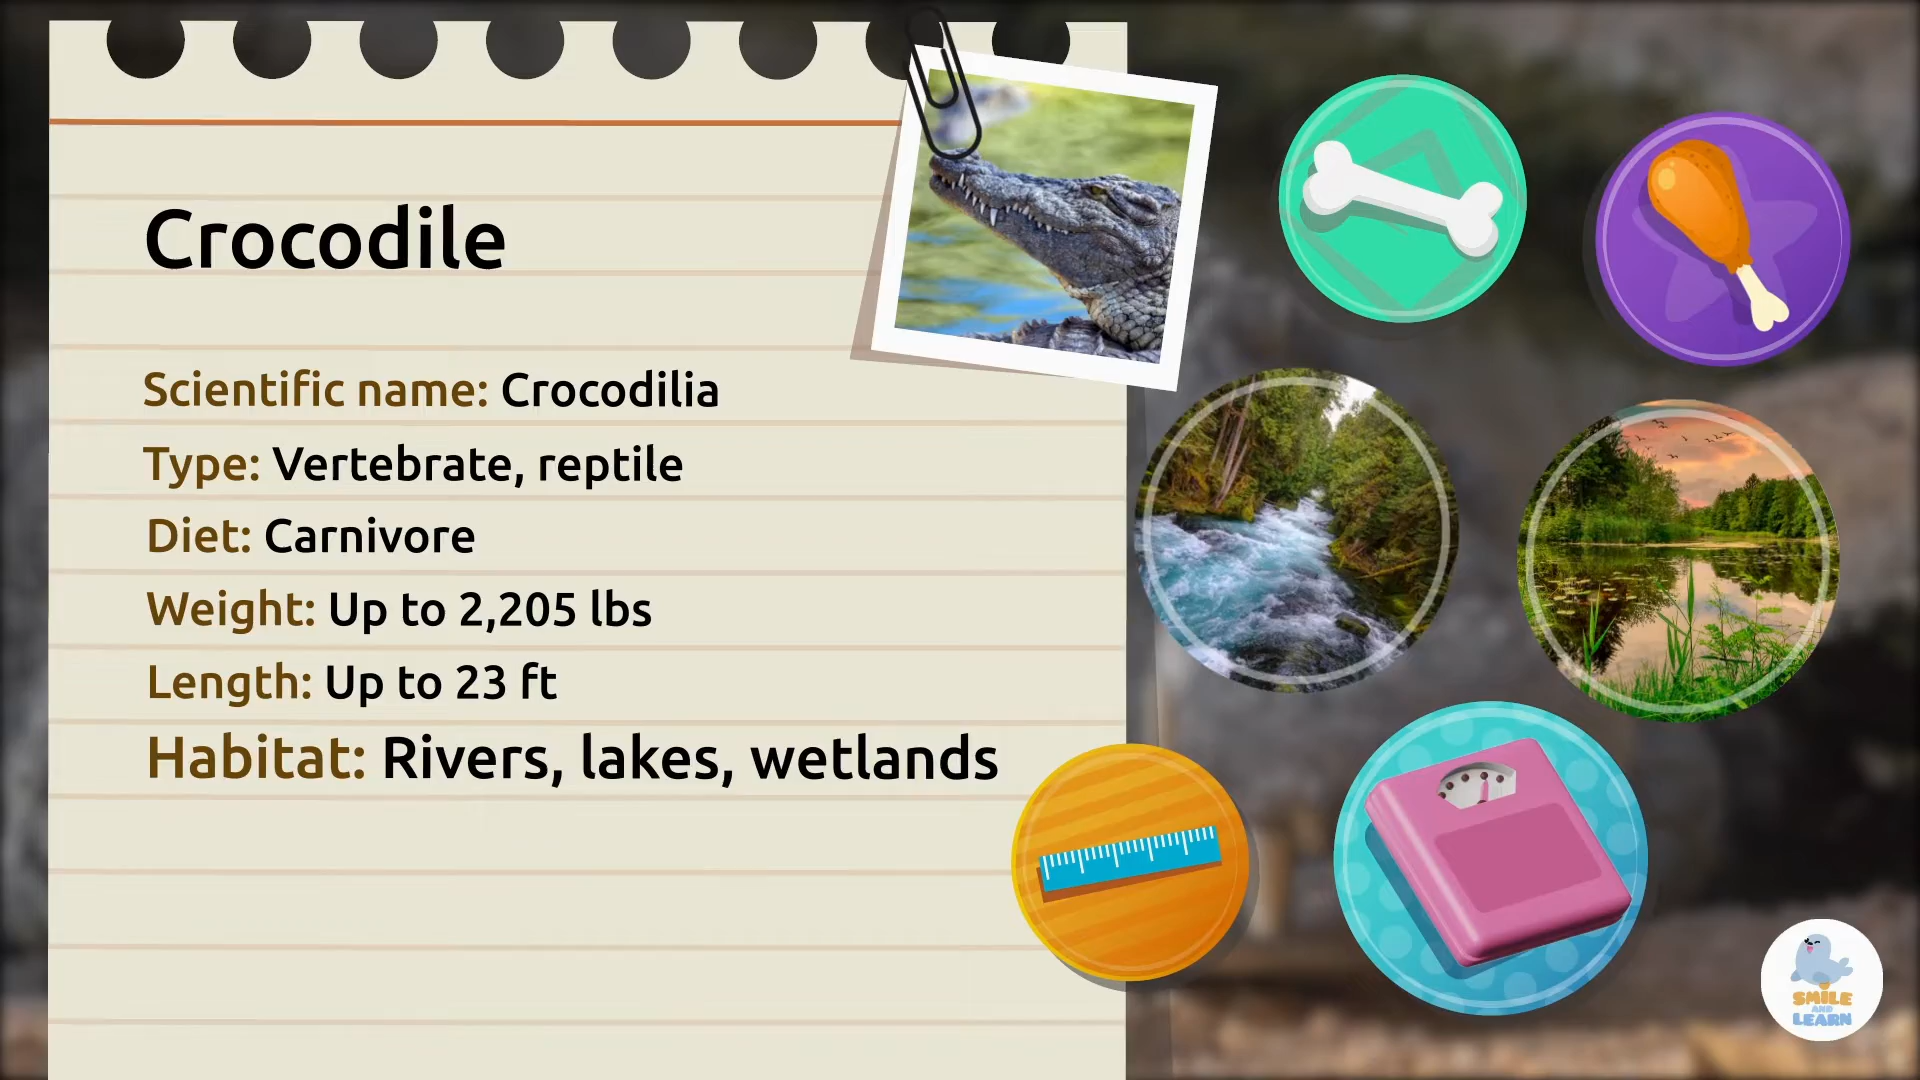 Crocodile
Scientific name: Crocodilia
Type: Vertebrate, reptile
Diet: Carnivore
Weight: Up to 2,205 lbs
Length: Up to 23 ft
Habitat: Rivers, lakes, wetlands
SMILE
AND
LEARN